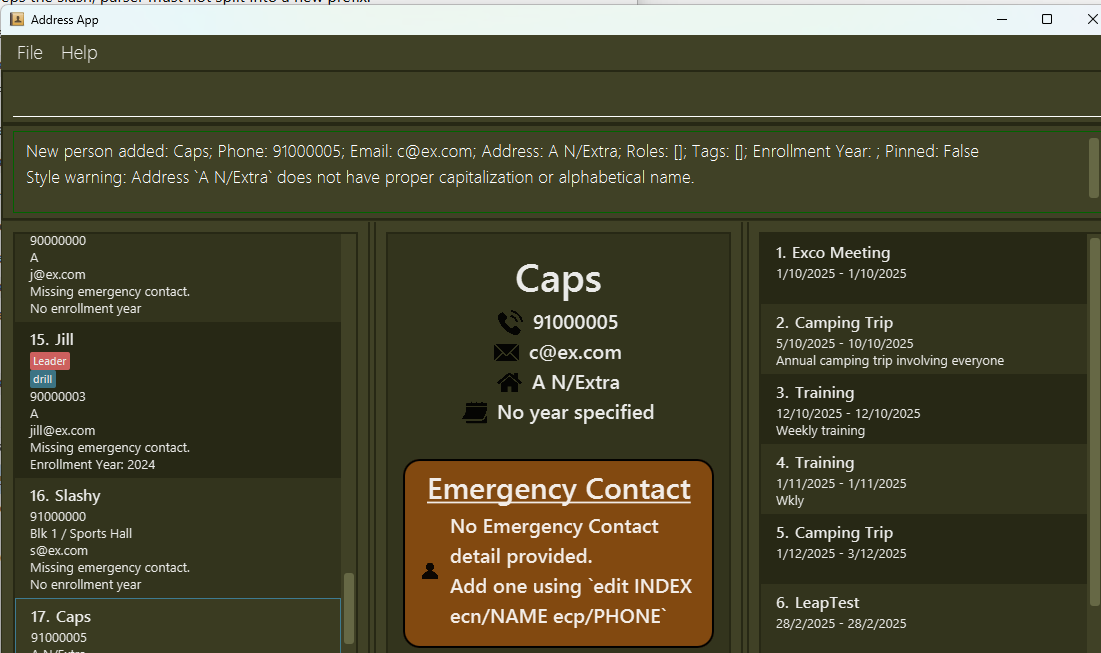 eps the slash; parser must not split into a new prefix.
Address App
File Help
New person added: Caps; Phone: 91000005; Email: c@ex.com; Address: A N/Extra; Roles: []; Tags: []; Enrollment Year: ; Pinned: False
Style warning: Address `A N/Extra` does not have proper capitalization or alphabetical name.
90000000
A
j@ex.com
Missing emergency contact.
No enrollment year
15. Jill
Leader
drill
90000003
A
jill@ex.com
Missing emergency contact.
Enrollment Year: 2024
16. Slashy
91000000
Blk 1 / Sports Hall
s@ex.com
Missing emergency contact.
No enrollment year
17. Caps
91000005
A N/Extra
Caps
91000005
c@ex.com
A N/Extra
No year specified
Emergency Contact
No Emergency Contact
detail provided.
Add one using `edit INDEX
ecn/NAME ecp/PHONE`
1. Exco Meeting
1/10/2025 - 1/10/2025
2. Camping Trip
5/10/2025 - 10/10/2025
Annual camping trip involving everyone
3. Training
12/10/2025 - 12/10/2025
Weekly training
4. Training
1/11/2025 - 1/11/2025
Wkly
5. Camping Trip
1/12/2025 - 3/12/2025
6. LeapTest
28/2/2025 - 28/2/2025